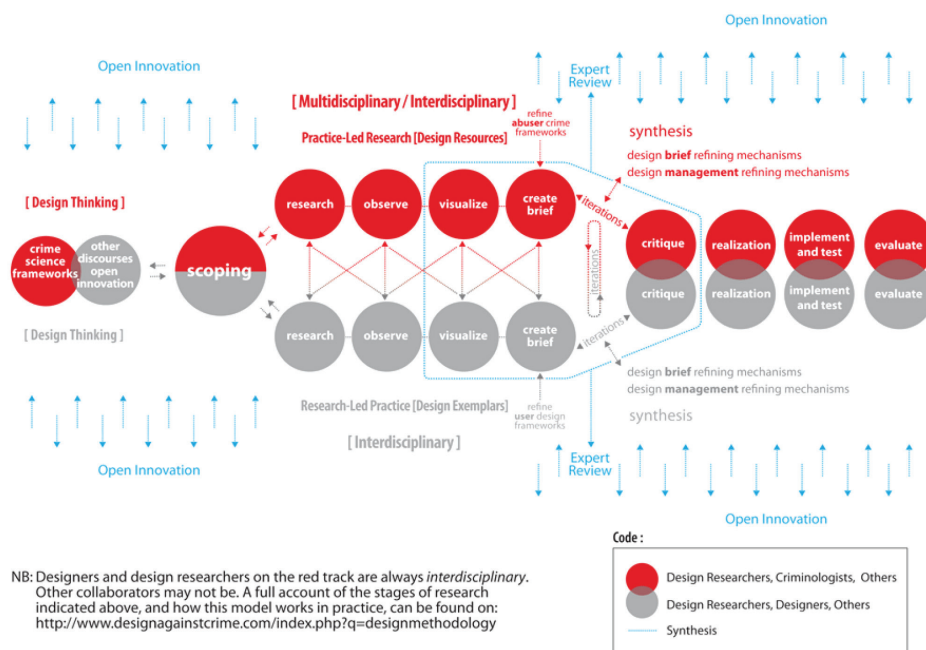 Open Innovation
Open Innovation
Expert
Review
[ Multidisciplinary / Interdisciplinary ]
Practice-Led Research [Design Resources]
refine
abuser crime
frameworks
synthesis
design brief refining mechanisms
design management refining mechanisms
[ Design Thinking ]
crime
science
frameworks
other
discourses
open
innovation
scoping
research
observe
visualize
create
brief
iterations
iterations
critique
realization
implement
and test
evaluate
research
observe
visualize
create
brief
iterations
critique
realization
implement
and test
evaluate
[ Design Thinking ]
design brief refining mechanisms
design management refining mechanisms
synthesis
Research-Led Practice [Design Exemplars]
[ Interdisciplinary ]
refine
user design
frameworks
Open Innovation
Expert
Review
Open Innovation
Code :
Design Researchers, Criminologists, Others
Design Researchers, Designers, Others
Synthesis
NB: Designers and design researchers on the red track are always interdisciplinary.
Other collaborators may not be. A full account of the stages of research
indicated above, and how this model works in practice, can be found on:
http://www.designagainstcrime.com/index.php?q=designmethodology